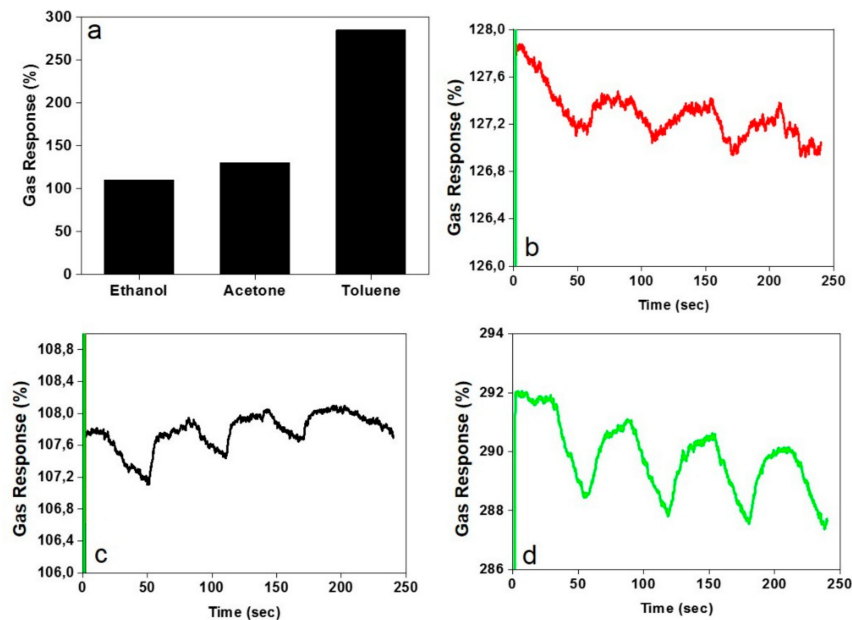 a
Gas Response (%)
300
250
200
150
100
50
0
Ethanol Acetone Toluene
b
Gas Response (%)
128,0
127,6
127,2
126,8
126,4
126,0
0 50 100 150 200 250
Time (sec)
c
Gas Response (%)
108,8
108,4
108,0
107,6
107,2
106,8
106,4
106,0
0 50 100 150 200 250
Time (sec)
d
Gas Response (%)
294
292
290
288
286
0 50 100 150 200 250
Time (sec)